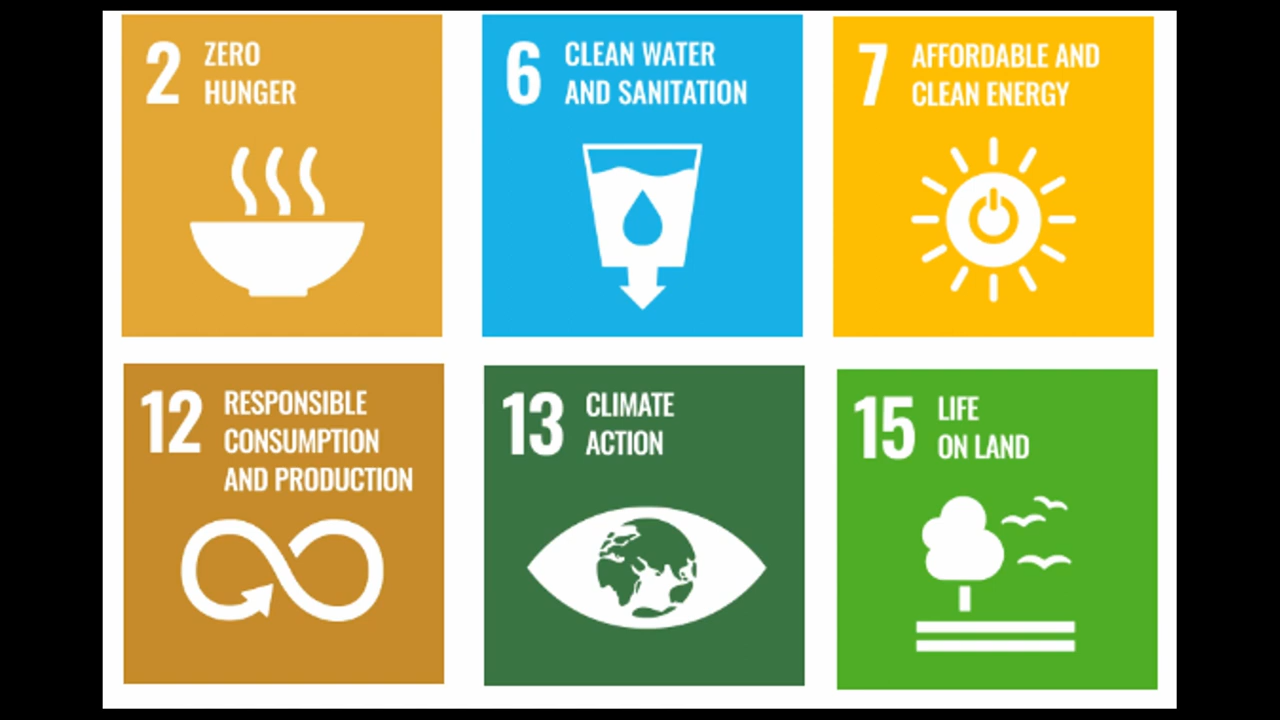 2 ZERO
HUNGER
6 CLEAN WATER
AND SANITATION
7 AFFORDABLE AND
CLEAN ENERGY
12 RESPONSIBLE
CONSUMPTION
AND PRODUCTION
13 CLIMATE
ACTION
15 LIFE
ON LAND